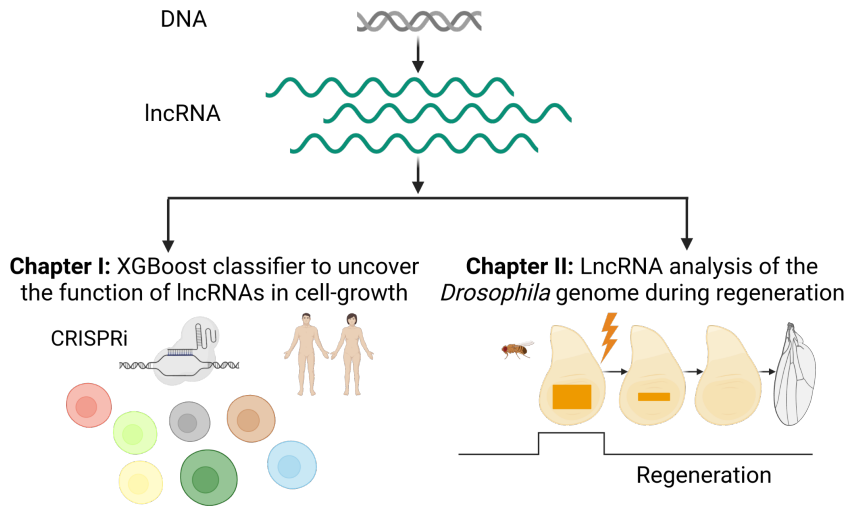 DNA
lncRNA
Chapter I: XGBoost classifier to uncover
the function of lncRNAs in cell-growth
CRISPRi
Chapter II: LncRNA analysis of the
Drosophila genome during regeneration
Regeneration